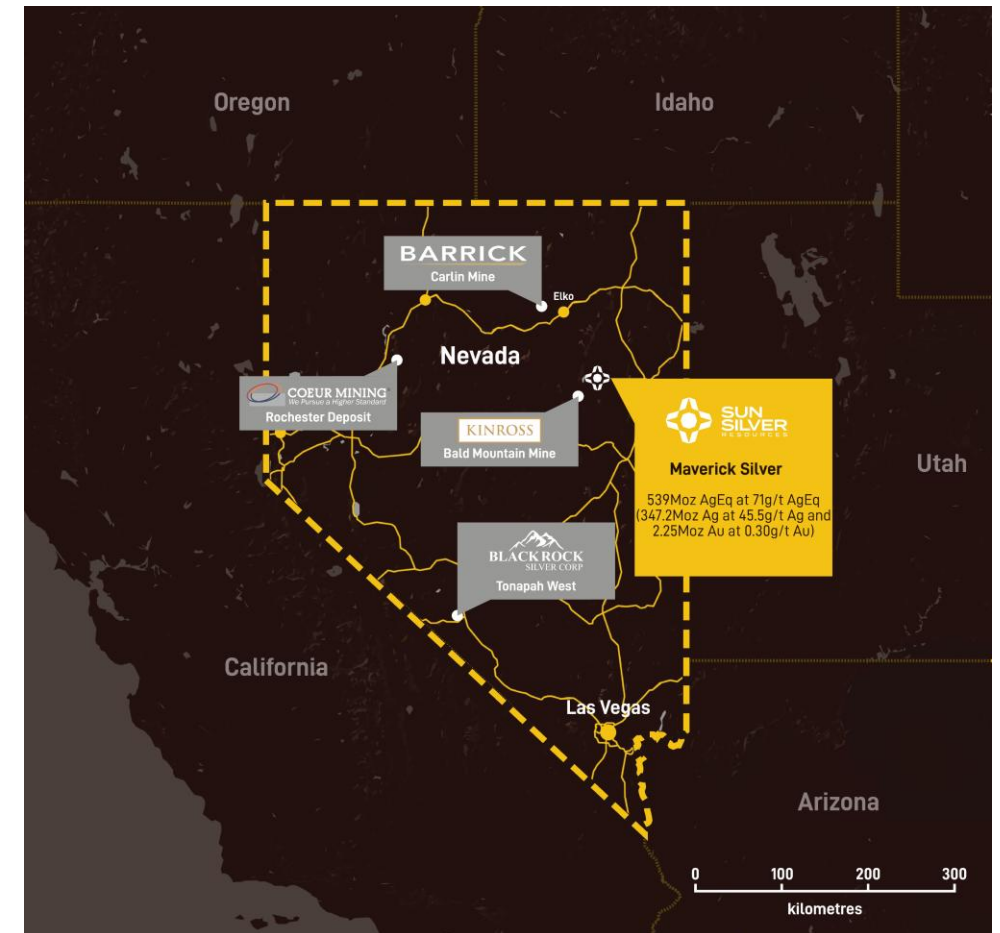 Oregon
Idaho
BARRICK
Carlin Mine
Elko
Nevada
COEUR MINING
We Pursue a Higher Standard
Rochester Deposit
KINROSS
Bald Mountain Mine
SUN
SILVER
RESOURCES
Maverick Silver
539Moz AgEq at 71g/t AgEq
(347.2Moz Ag at 45.5g/t Ag and
2.25Moz Au at 0.30g/t Au)
Utah
BLACKROCK
SILVER CORP
Tonapah West
California
Las Vegas
Arizona
0 100 200 300
kilometres